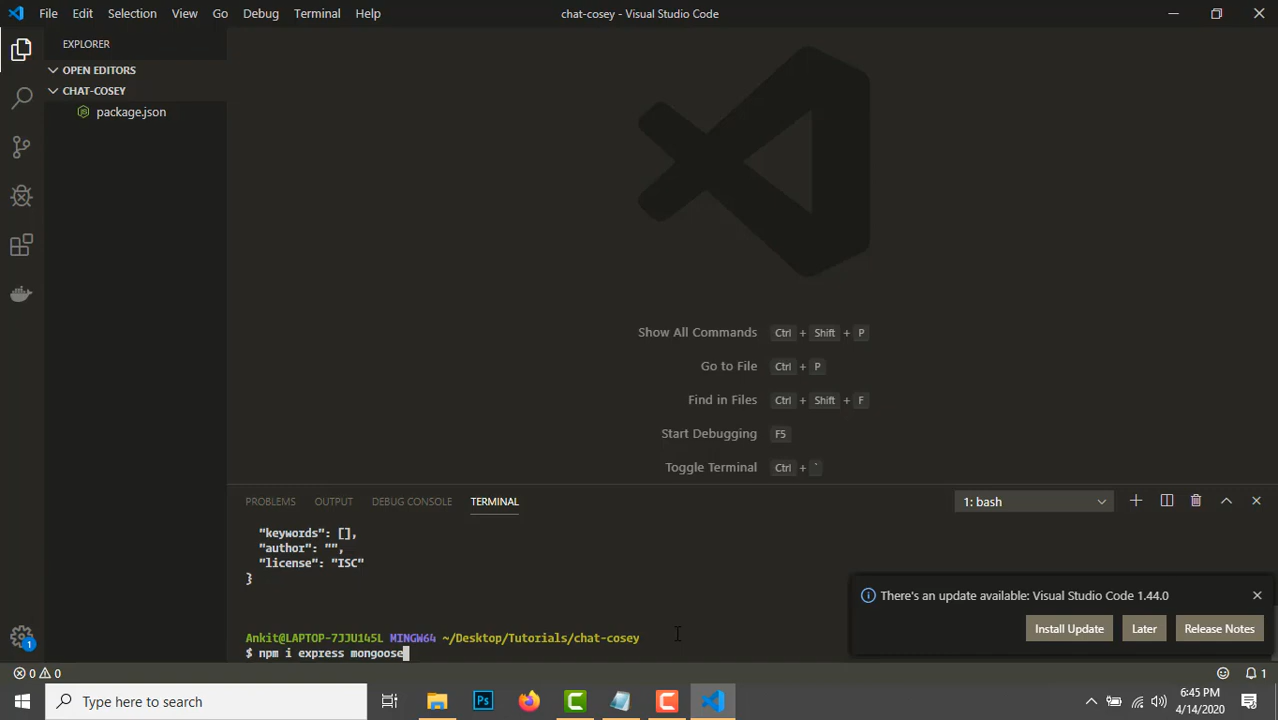 File Edit Selection View Go Debug Terminal Help
chat-cosey - Visual Studio Code
EXPLORER
OPEN EDITORS
CHAT-COSEY
package.json
Show All Commands Ctrl + Shift + P
Go to File Ctrl + P
Find in Files Ctrl + Shift + F
Start Debugging F5
Toggle Terminal Ctrl + `
PROBLEMS OUTPUT DEBUG CONSOLE TERMINAL
1: bash
"keywords": [],
"author": "",
"license": "ISC"
}
There's an update available: Visual Studio Code 1.44.0
Install Update Later Release Notes
Ankit@LAPTOP-7JJU145L MINGW64 ~/Desktop/Tutorials/chat-cosey
$ npm i express mongoose
1
0 0
1
Type here to search
Ps
6:45 PM
4/14/2020